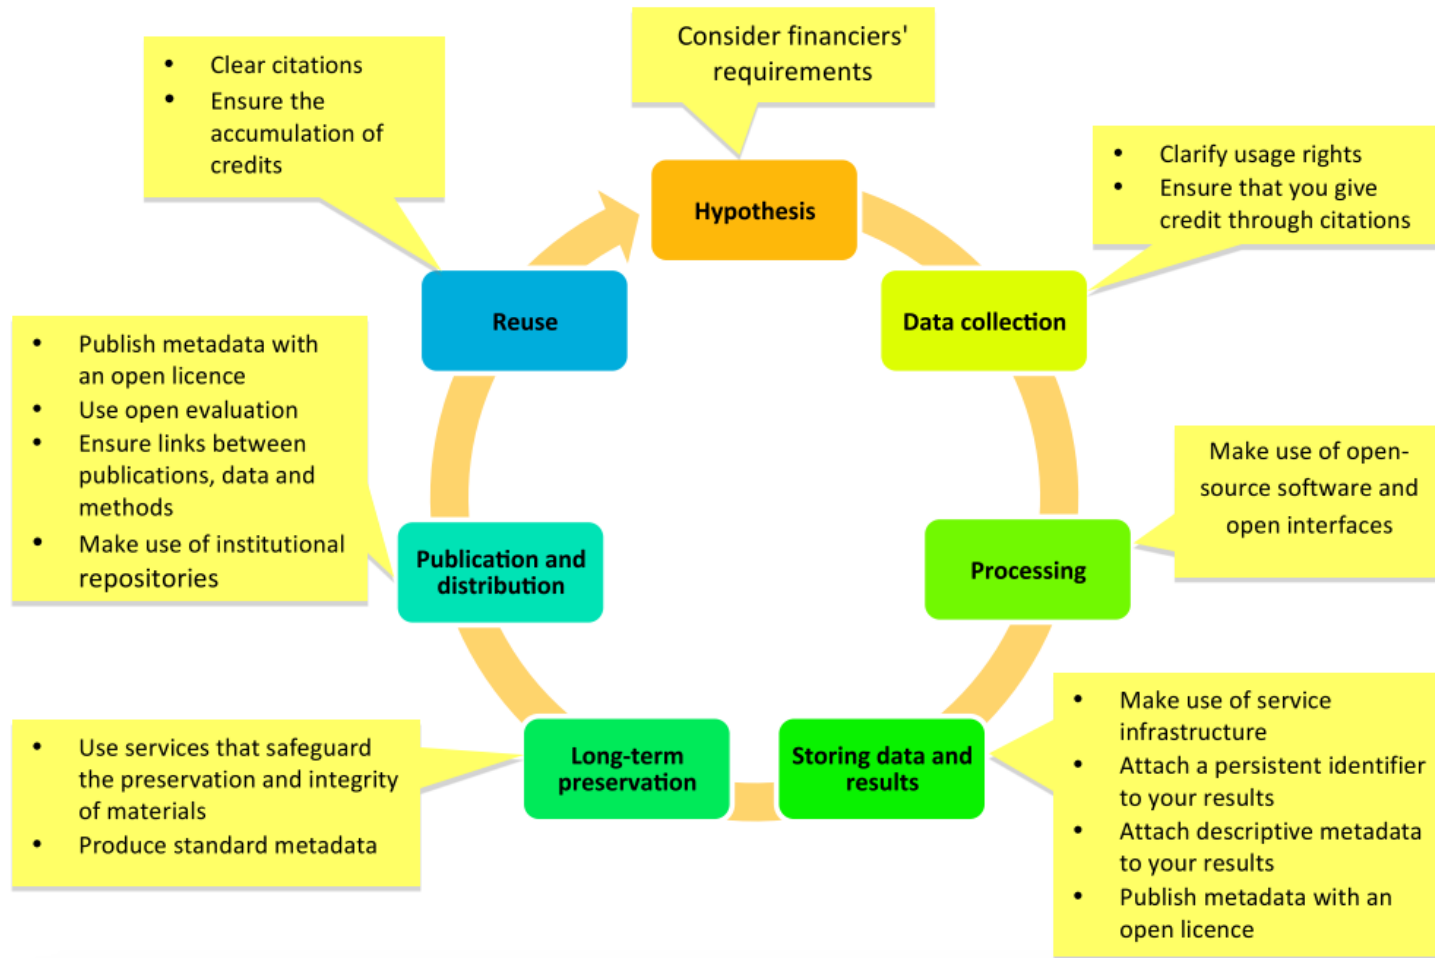 Consider financiers'
requirements
Hypothesis
• Clarify usage rights
• Ensure that you give
credit through citations
Data collection
Make use of open-
source software and
open interfaces
Processing
• Make use of service
infrastructure
• Attach a persistent identifier
to your results
• Attach descriptive metadata
to your results
• Publish metadata with an
open licence
Storing data and
results
• Use services that safeguard
the preservation and integrity
of materials
• Produce standard metadata
Long-term
preservation
• Publish metadata with
an open licence
• Use open evaluation
• Ensure links between
publications, data and
methods
• Make use of institutional
repositories
Publication and
distribution
• Clear citations
• Ensure the
accumulation of
credits
Reuse